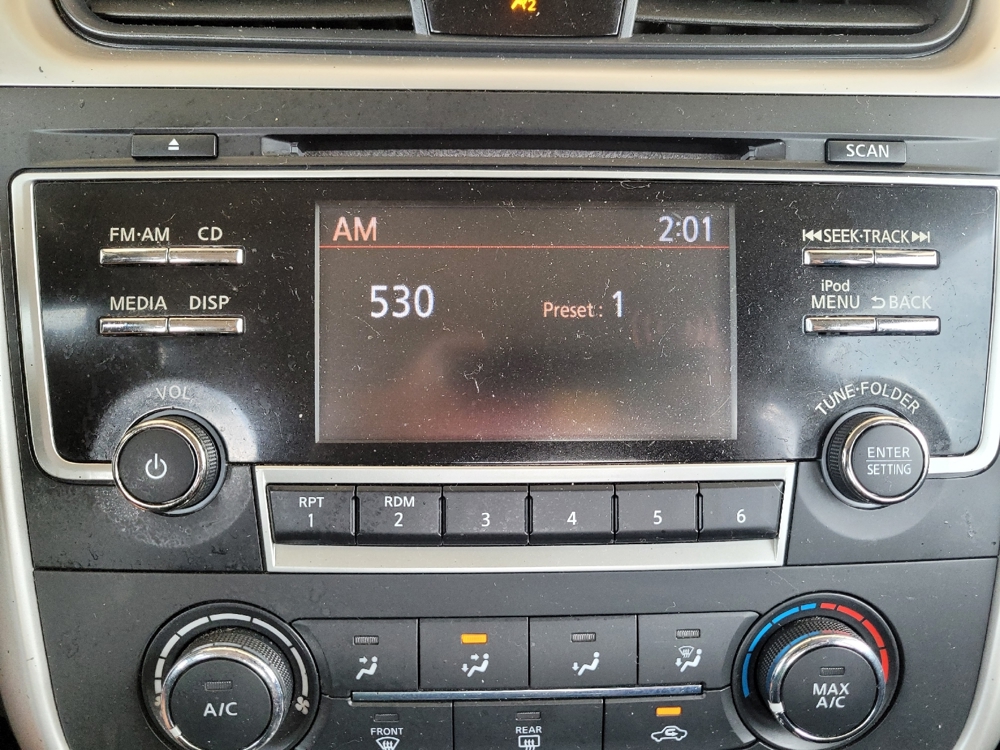 2
SCAN
FM·AM CD
MEDIA DISP
VOL
AM 2:01
530 Preset : 1
SEEK·TRACK
iPod
MENU BACK
TUNE·FOLDER
ENTER
SETTING
RPT RDM
1 2 3 4 5 6
A/C
MAX
A/C
FRONT REAR